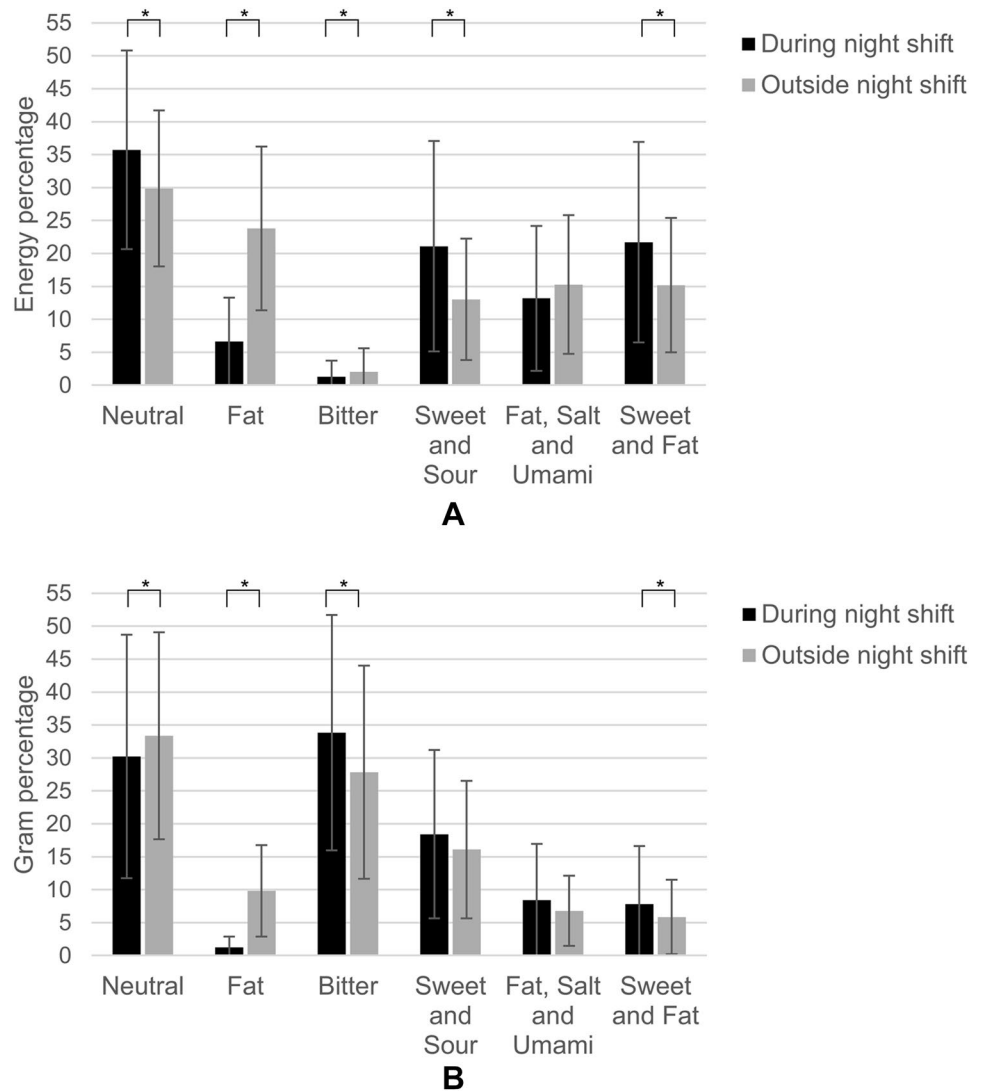 * * * * *
55
50
45
40
35
30
25
20
15
10
5
0
Energy percentage
During night shift
Outside night shift
Neutral Fat Bitter Sweet Fat, Salt Sweet
and and and Fat
Sour Umami
A
* * * *
55
50
45
40
35
30
25
20
15
10
5
0
Gram percentage
During night shift
Outside night shift
Neutral Fat Bitter Sweet Fat, Salt Sweet
and and and Fat
Sour Umami
B